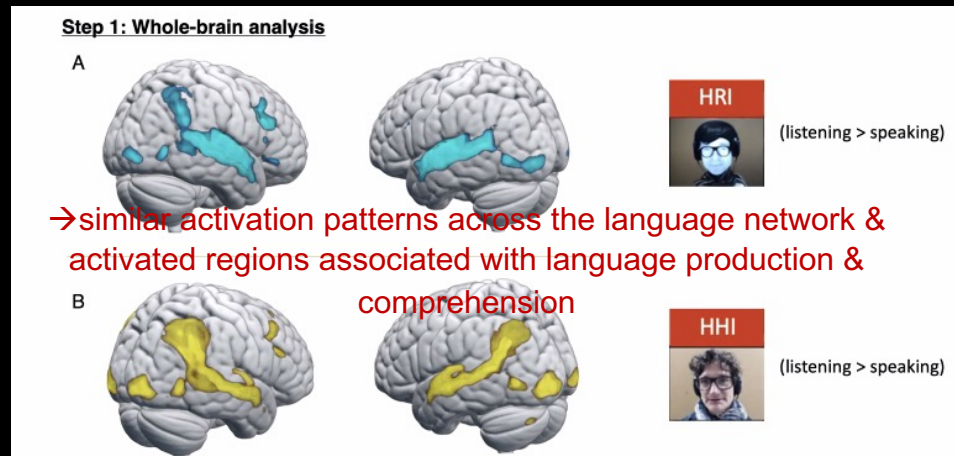 Step 1: Whole-brain analysis
A
HRI
(listening > speaking)
→similar activation patterns across the language network &
activated regions associated with language production &
comprehension
B
HHI
(listening > speaking)